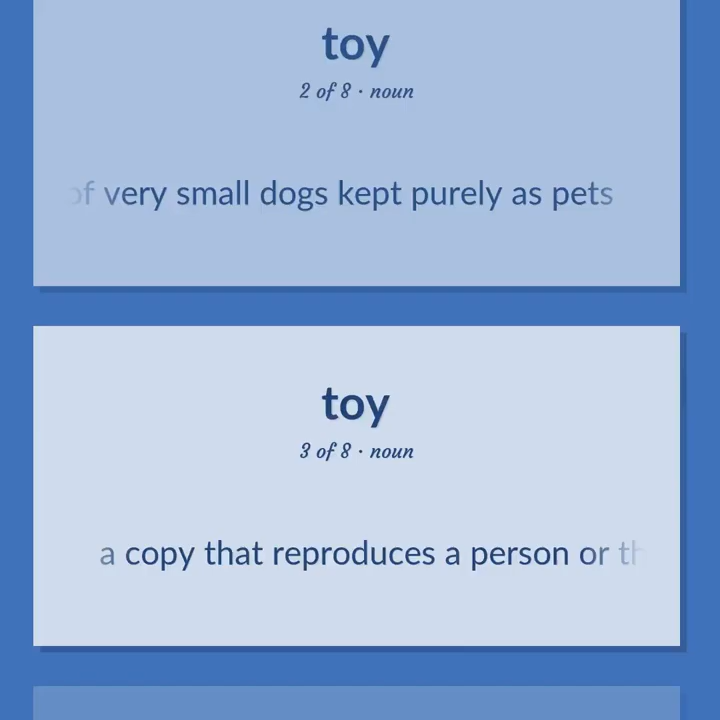 toy
2 of 8 · noun
of very small dogs kept purely as pets
toy
3 of 8 · noun
a copy that reproduces a person or